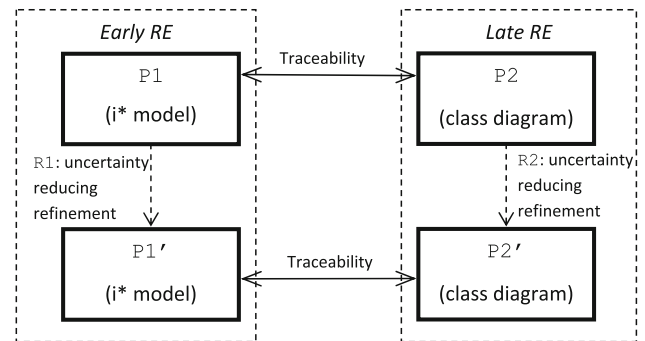 Early RE
Late RE
P1
(i* model)
Traceability
P2
(class diagram)
R1: uncertainty
reducing
refinement
R2: uncertainty
reducing
refinement
P1′
(i* model)
Traceability
P2′
(class diagram)